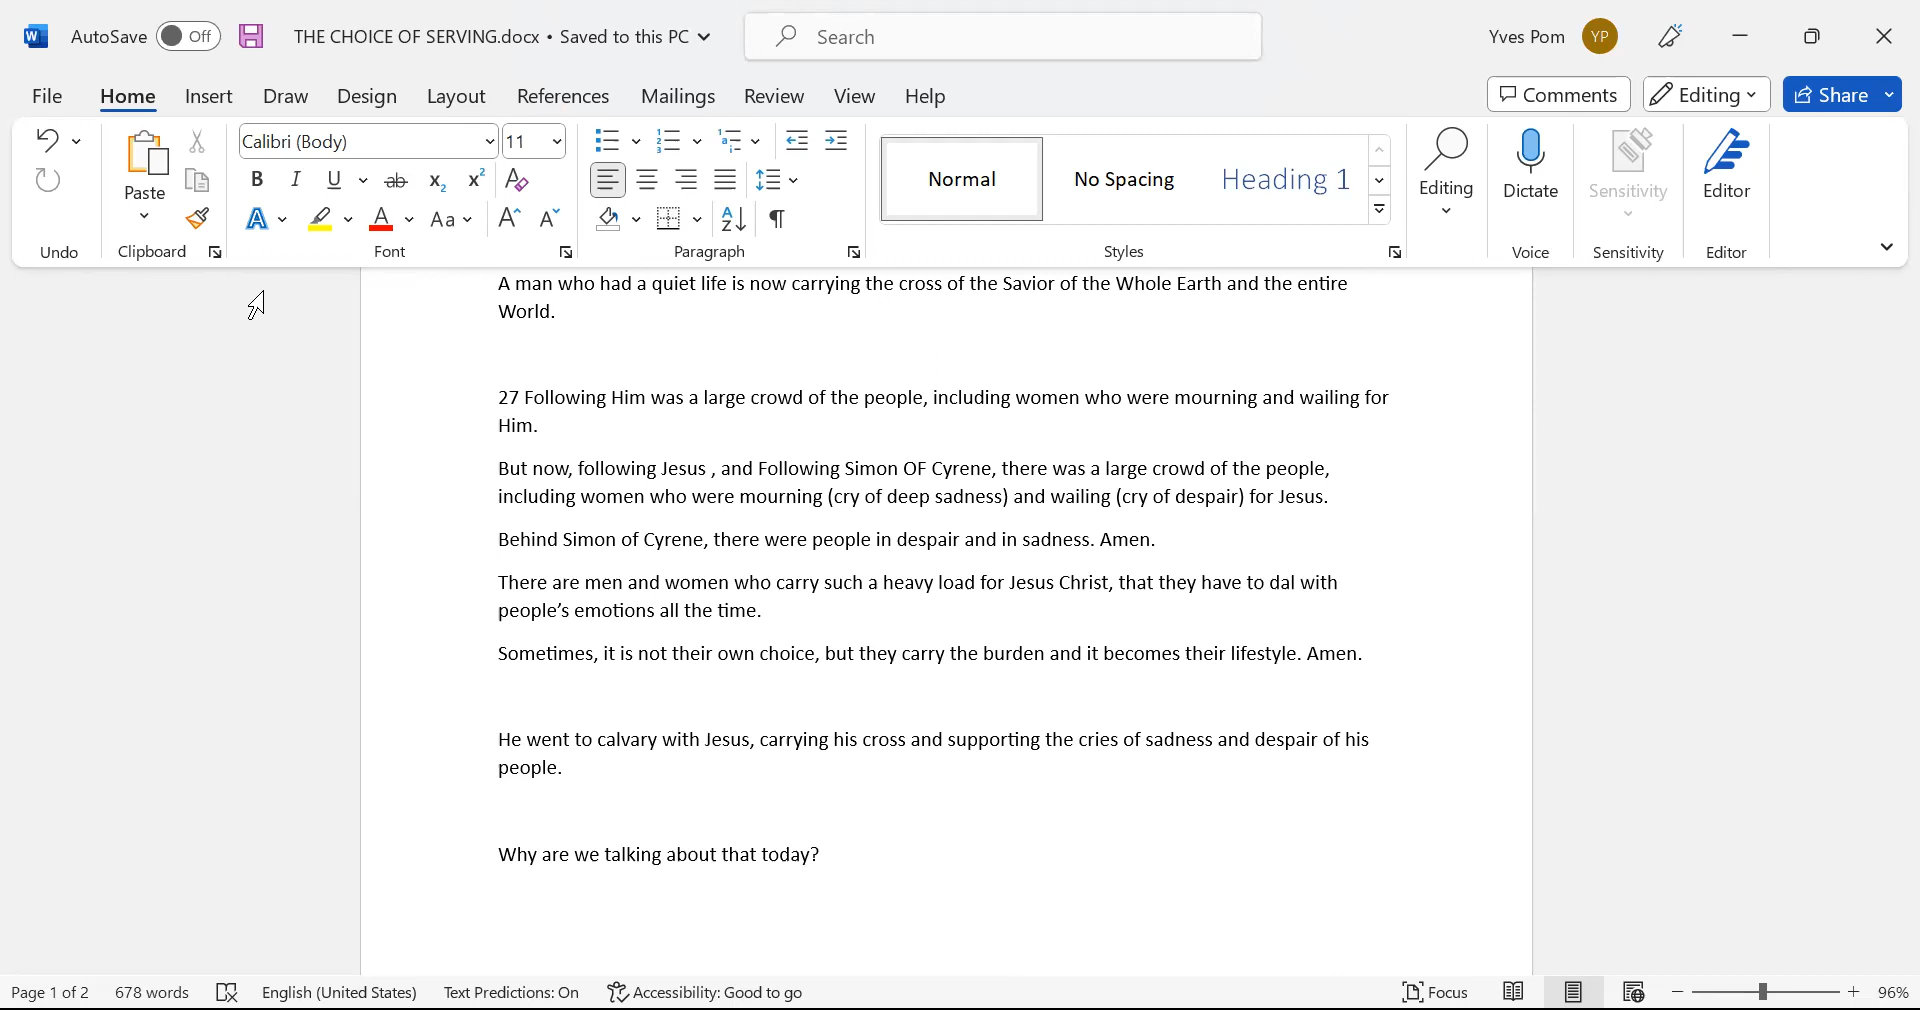 AutoSave Off THE CHOICE OF SERVING.docx • Saved to this PC Search Yves Pom YP
File Home Insert Draw Design Layout References Mailings Review View Help Comments Editing Share
Calibri (Body) 11
Paste
Normal No Spacing Heading 1
Editing Dictate Sensitivity Editor
Undo Clipboard Font Paragraph Styles Voice Sensitivity Editor
A man who had a quiet life is now carrying the cross of the Savior of the Whole Earth and the entire
World.
27 Following Him was a large crowd of the people, including women who were mourning and wailing for
Him.
But now, following Jesus , and Following Simon OF Cyrene, there was a large crowd of the people,
including women who were mourning (cry of deep sadness) and wailing (cry of despair) for Jesus.
Behind Simon of Cyrene, there were people in despair and in sadness. Amen.
There are men and women who carry such a heavy load for Jesus Christ, that they have to dal with
people’s emotions all the time.
Sometimes, it is not their own choice, but they carry the burden and it becomes their lifestyle. Amen.
He went to calvary with Jesus, carrying his cross and supporting the cries of sadness and despair of his
people.
Why are we talking about that today?
Page 1 of 2 678 words English (United States) Text Predictions: On Accessibility: Good to go Focus 96%